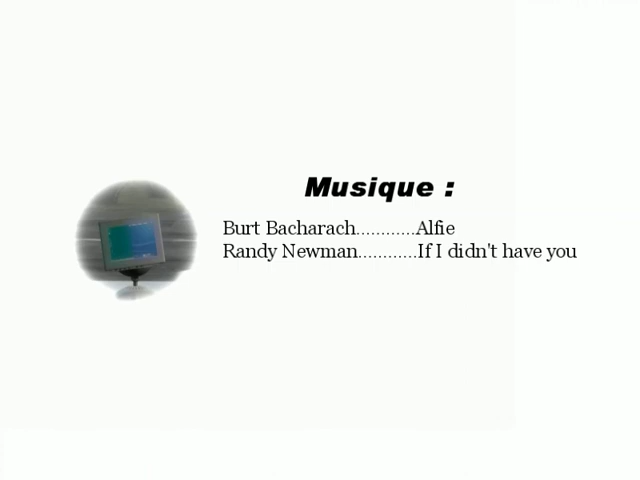 Musique :
Burt Bacharach............Alfie
Randy Newman............If I didn't have you